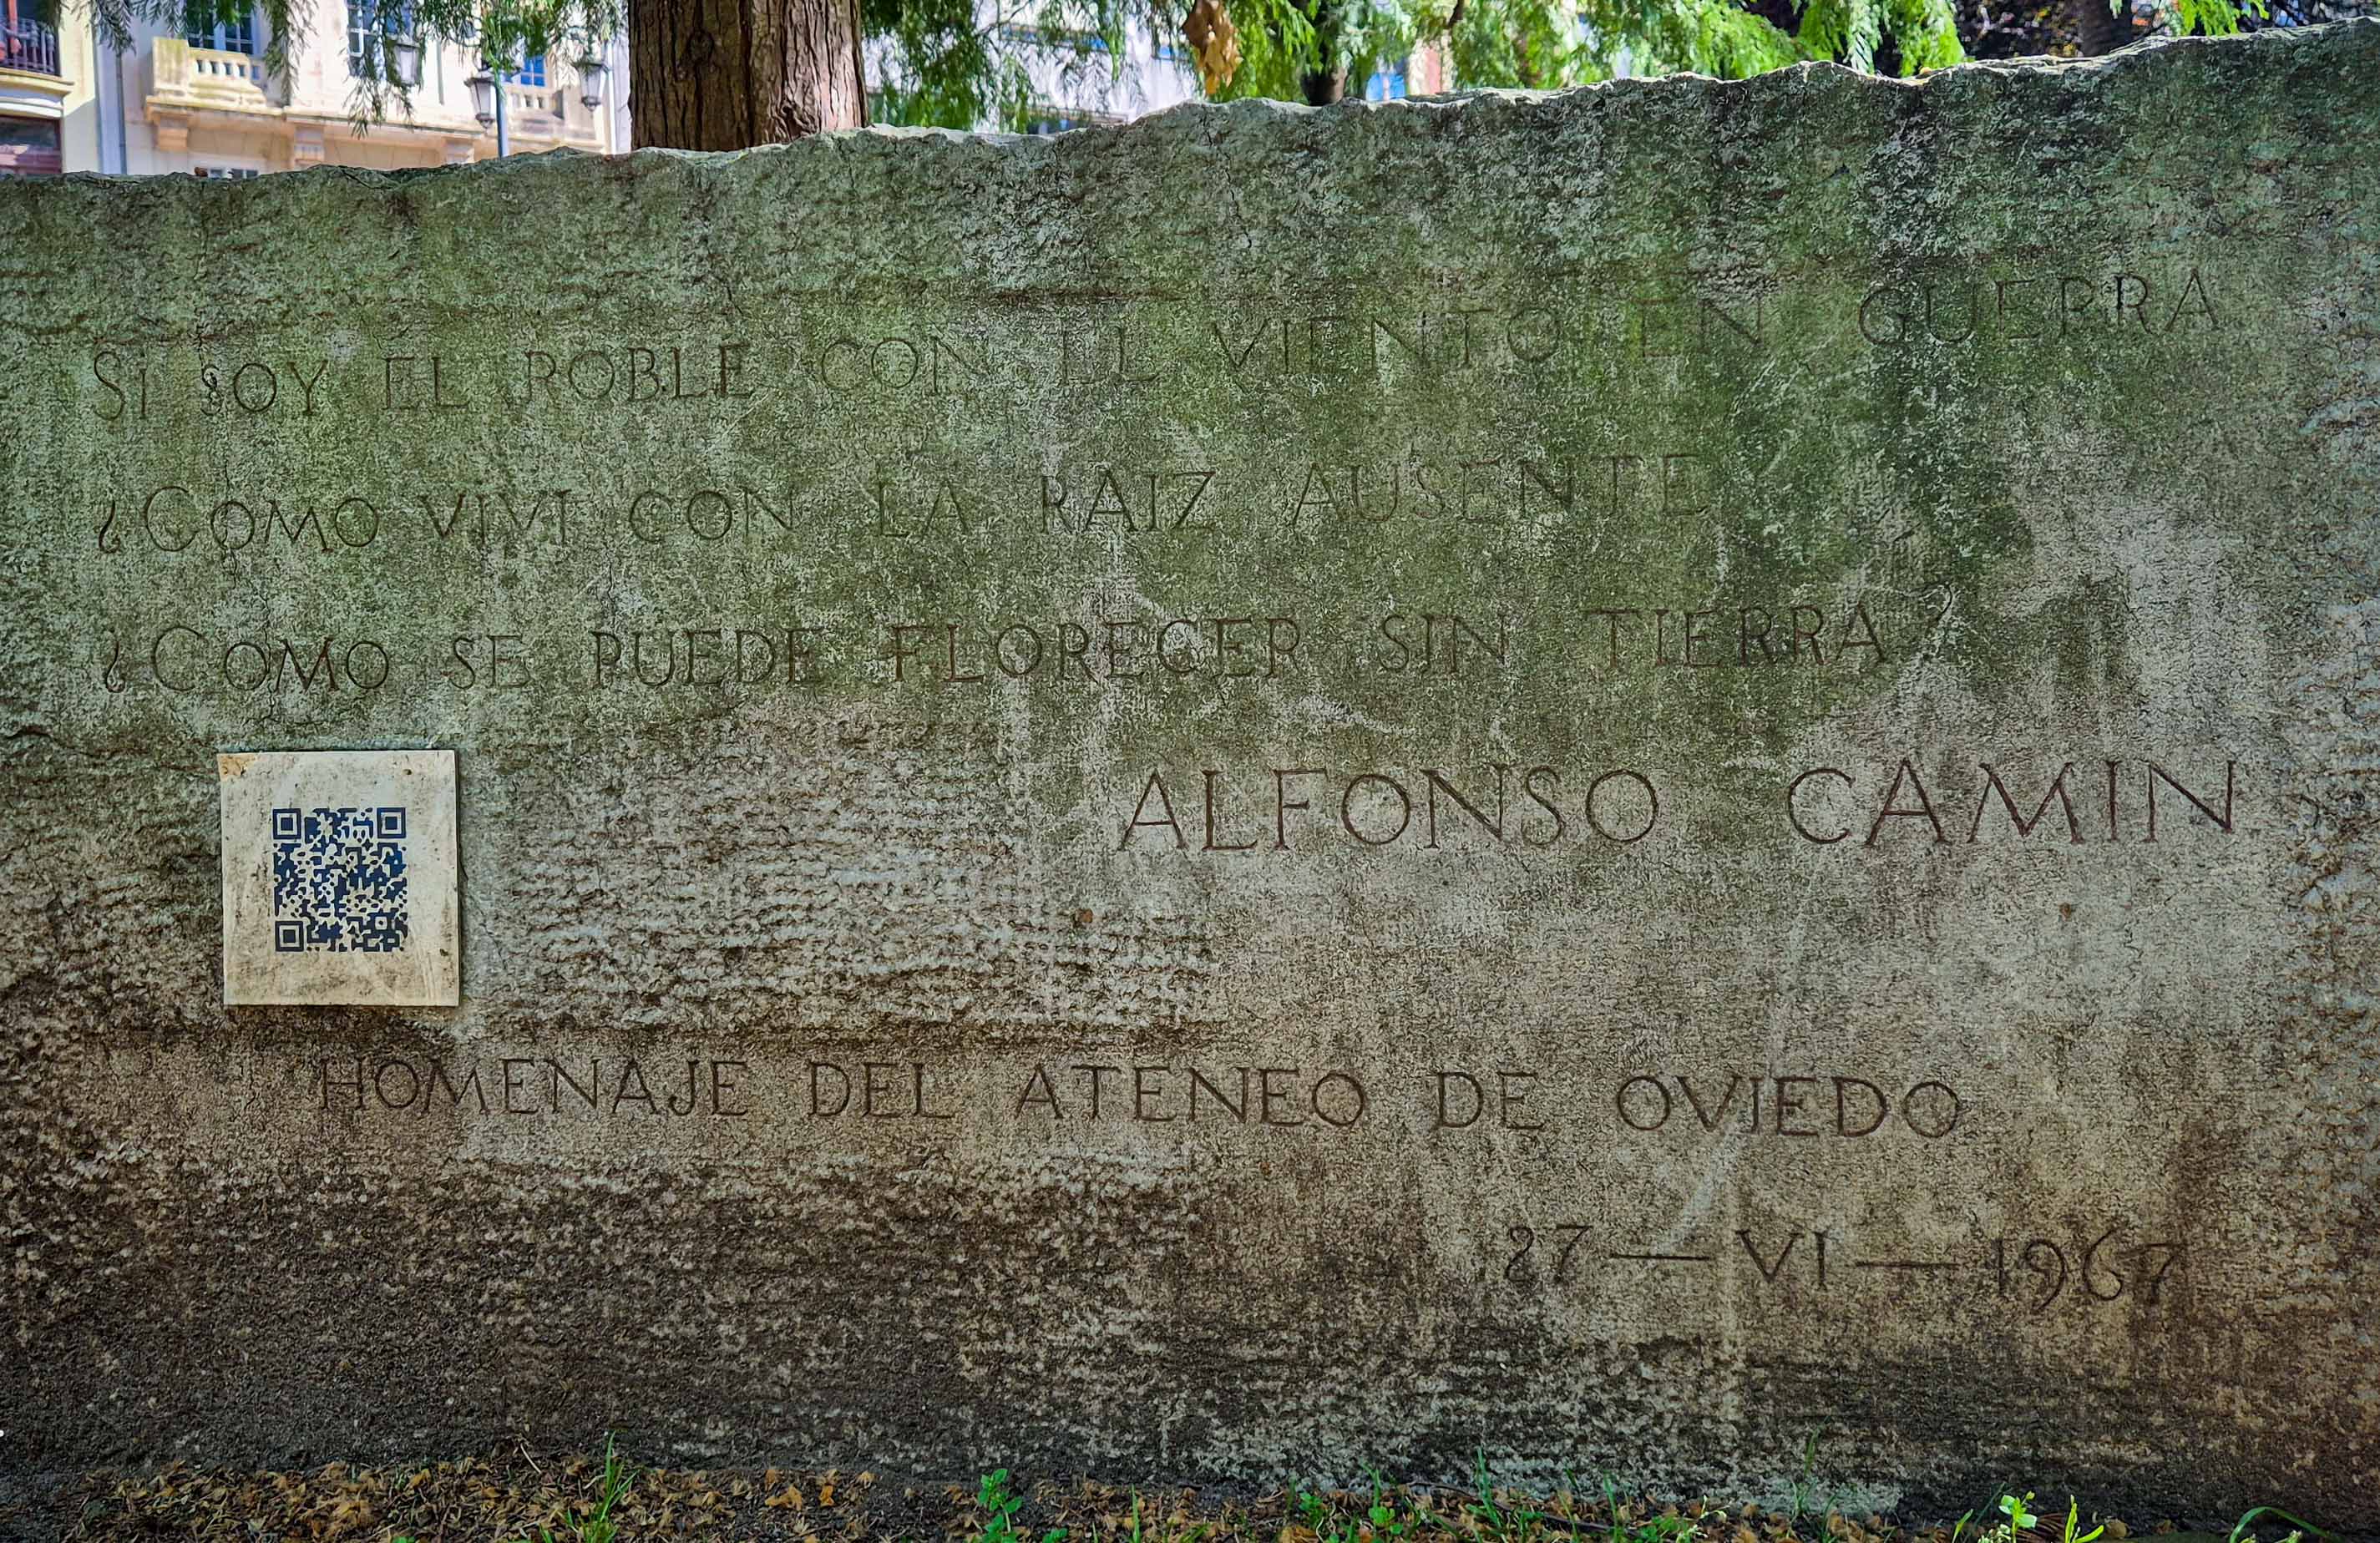 Si SOY EL ROBLE CON EL VIENTO EN GUERRA
¿COMO VIVI CON LA RAIZ AUSENTE
¿COMO SE PUEDE FLORECER SIN TIERRA?
ALFONSO CAMIN
HOMENAJE DEL ATENEO DE OVIEDO
27—VI—1967